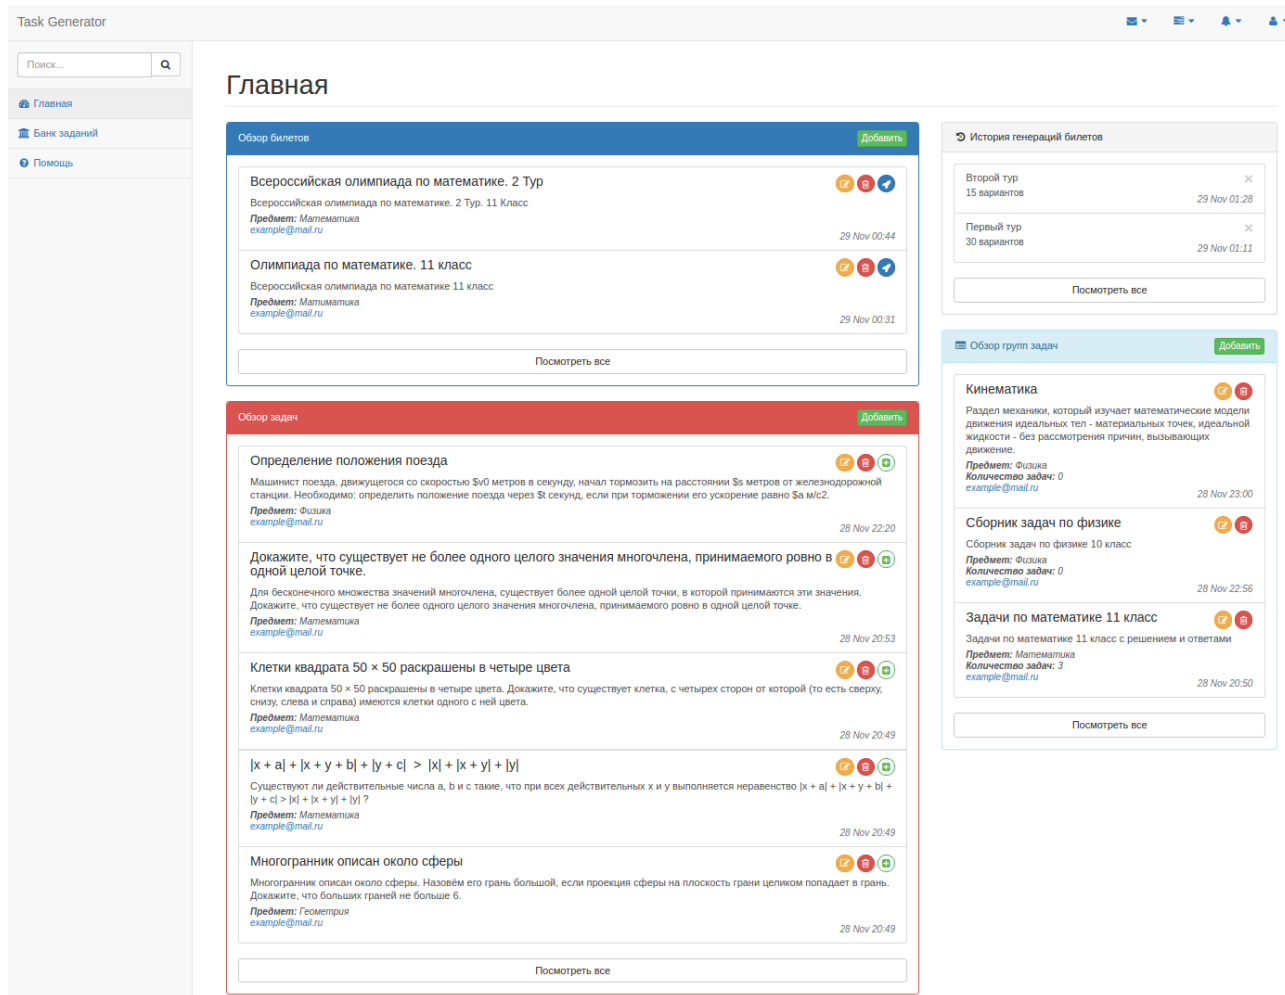 Task Generator
Поиск...
Главная
Банк заданий
Помощь
Главная
Обзор билетов
Добавить
Всероссийская олимпиада по математике. 2 Тур
Всероссийская олимпиада по математике. 2 Тур. 11 Класс
Предмет: Математика
example@mail.ru
29 Nov 00:44
Олимпиада по математике. 11 класс
Всероссийская олимпиада по математике 11 класс
Предмет: Матиматика
example@mail.ru
29 Nov 00:31
Посмотреть все
Обзор задач
Добавить
Определение положения поезда
Машинист поезда, движущегося со скоростью $v0 метров в секунду, начал тормозить на расстоянии $s метров от железнодорожной
станции. Необходимо: определить положение поезда через $t секунд, если при торможении его ускорение равно $a м/с2.
Предмет: Физика
example@mail.ru
28 Nov 22:20
Докажите, что существует не более одного целого значения многочлена, принимаемого ровно в
одной целой точке.
Для бесконечного множества значений многочлена, существует более одной целой точки, в которой принимаются эти значения.
Докажите, что существует не более одного целого значения многочлена, принимаемого ровно в одной целой точке.
Предмет: Математика
example@mail.ru
28 Nov 20:53
Клетки квадрата 50 × 50 раскрашены в четыре цвета
Клетки квадрата 50 × 50 раскрашены в четыре цвета. Докажите, что существует клетка, с четырех сторон от которой (то есть сверху,
снизу, слева и справа) имеются клетки одного с ней цвета.
Предмет: Математика
example@mail.ru
28 Nov 20:49
|x + a| + |x + y + b| + |y + c| > |x| + |x + y| + |y|
Существуют ли действительные числа a, b и c такие, что при всех действительных x и y выполняется неравенство |x + a| + |x + y + b| +
|y + c| > |x| + |x + y| + |y| ?
Предмет: Математика
example@mail.ru
28 Nov 20:49
Многогранник описан около сферы
Многогранник описан около сферы. Назовём его грань большой, если проекция сферы на плоскость грани целиком попадает в грань.
Докажите, что больших граней не больше 6.
Предмет: Геометрия
example@mail.ru
28 Nov 20:49
Посмотреть все
История генераций билетов
Второй тур
15 вариантов
29 Nov 01:28
Первый тур
30 вариантов
29 Nov 01:11
Посмотреть все
Обзор групп задач
Добавить
Кинематика
Раздел механики, который изучает математические модели
движения идеальных тел - материальных точек, идеальной
жидкости - без рассмотрения причин, вызывающих
движение.
Предмет: Физика
Количество задач: 0
example@mail.ru
28 Nov 23:00
Сборник задач по физике
Сборник задач по физике 10 класс
Предмет: Физика
Количество задач: 0
example@mail.ru
28 Nov 22:56
Задачи по математике 11 класс
Задачи по математике 11 класс с решением и ответами
Предмет: Математика
Количество задач: 3
example@mail.ru
28 Nov 20:50
Посмотреть все